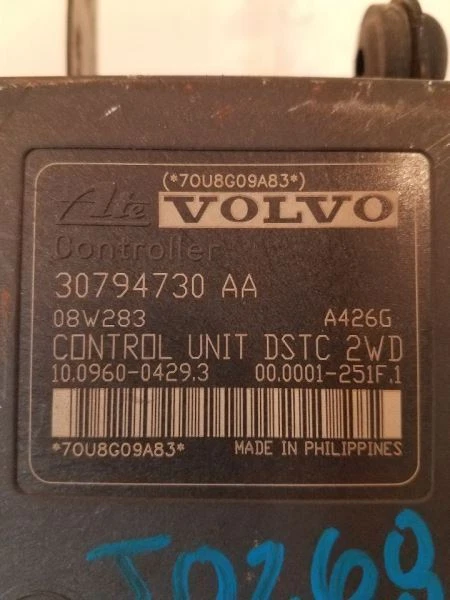 (*70U8G09A83*)
Ate VOLVO
Controller
30794730 AA
08W283 A426G
CONTROL UNIT DSTC 2WD
10.0960-0429.3 00.0001-251F.1
*70U8G09A83* MADE IN PHILIPPINES